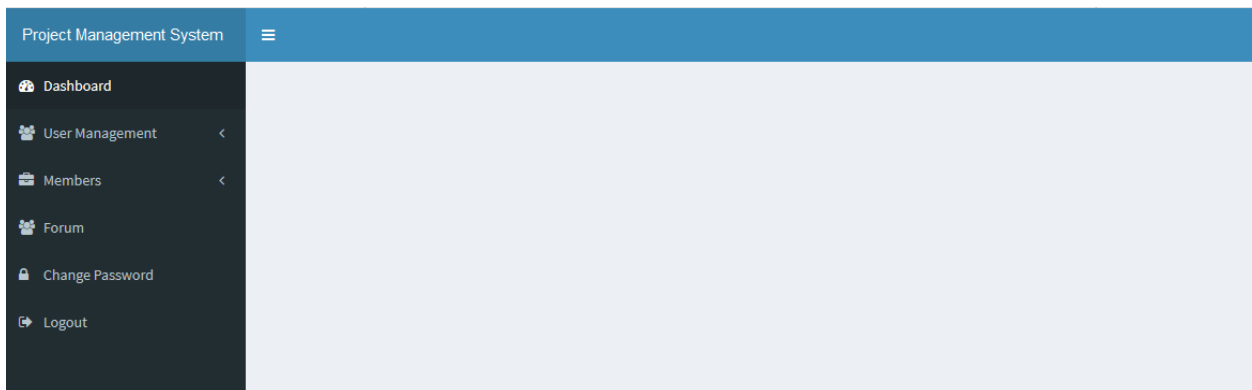 Project Management System
Dashboard
User Management
Members
Forum
Change Password
Logout